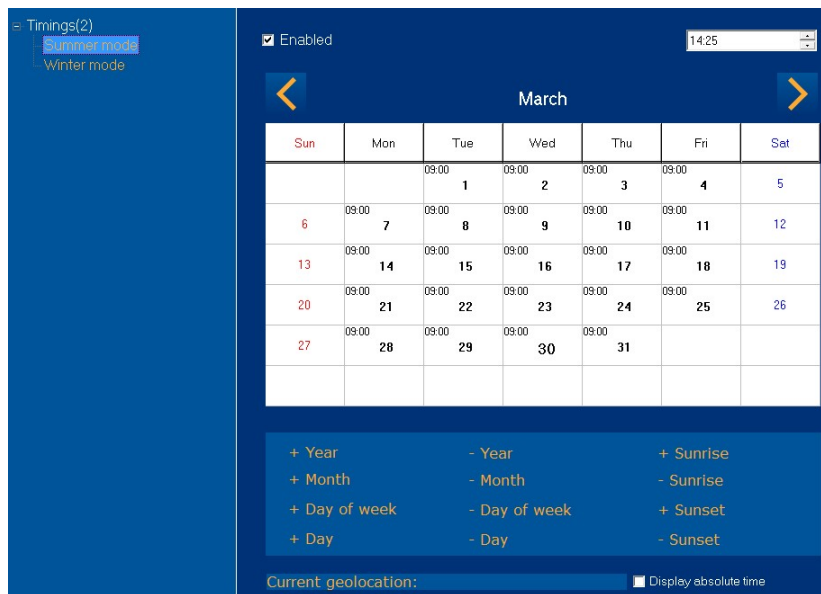 Timings(2)
Summer mode
Winter mode
Enabled
14:25
March
Sun Mon Tue Wed Thu Fri Sat
09:00 09:00 09:00 09:00
1 2 3 4 5
09:00 09:00 09:00 09:00 09:00
6 7 8 9 10 11 12
09:00 09:00 09:00 09:00 09:00
13 14 15 16 17 18 19
09:00 09:00 09:00 09:00 09:00
20 21 22 23 24 25 26
09:00 09:00 09:00 09:00
27 28 29 30 31
+ Year - Year + Sunrise
+ Month - Month - Sunrise
+ Day of week - Day of week + Sunset
+ Day - Day - Sunset
Current geolocation: Display absolute time